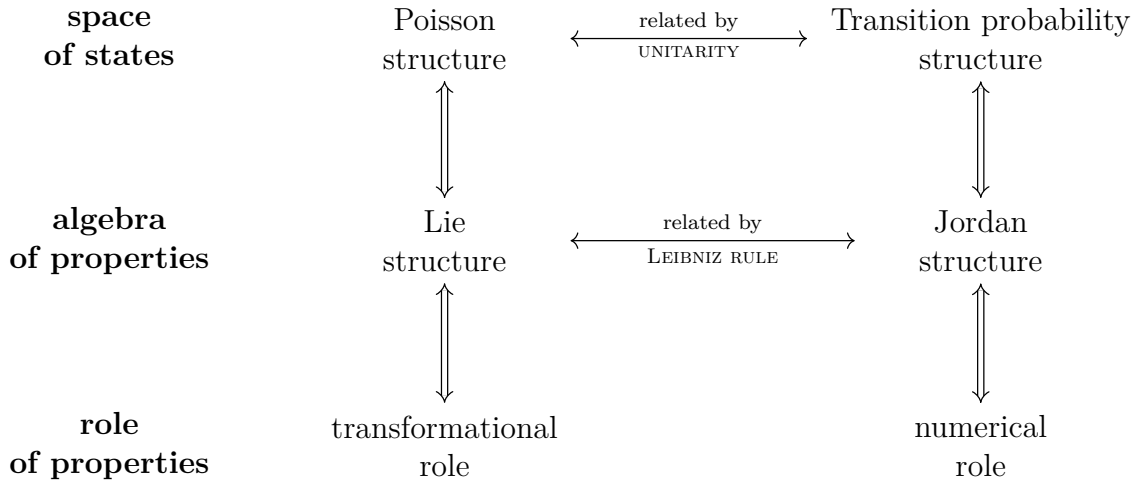 space
of states
Poisson
structure
related by
UNITARITY
Transition probability
structure
algebra
of properties
Lie
structure
related by
LEIBNIZ RULE
Jordan
structure
role
of properties
transformational
role
numerical
role